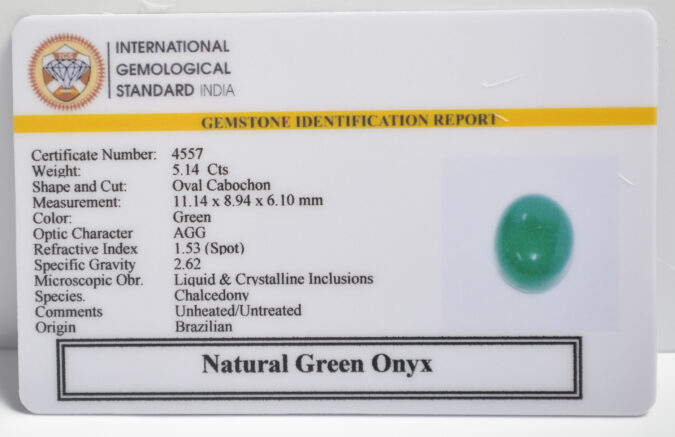 INTERNATIONAL
GEMOLOGICAL
STANDARD INDIA
GEMSTONE IDENTIFICATION REPORT
Certificate Number: 4557
Weight: 5.14 Cts
Shape and Cut: Oval Cabochon
Measurement: 11.14 x 8.94 x 6.10 mm
Color: Green
Optic Character AGG
Refractive Index 1.53 (Spot)
Specific Gravity 2.62
Microscopic Obr. Liquid & Crystalline Inclusions
Species. Chalcedony
Comments Unheated/Untreated
Origin Brazilian
Natural Green Onyx